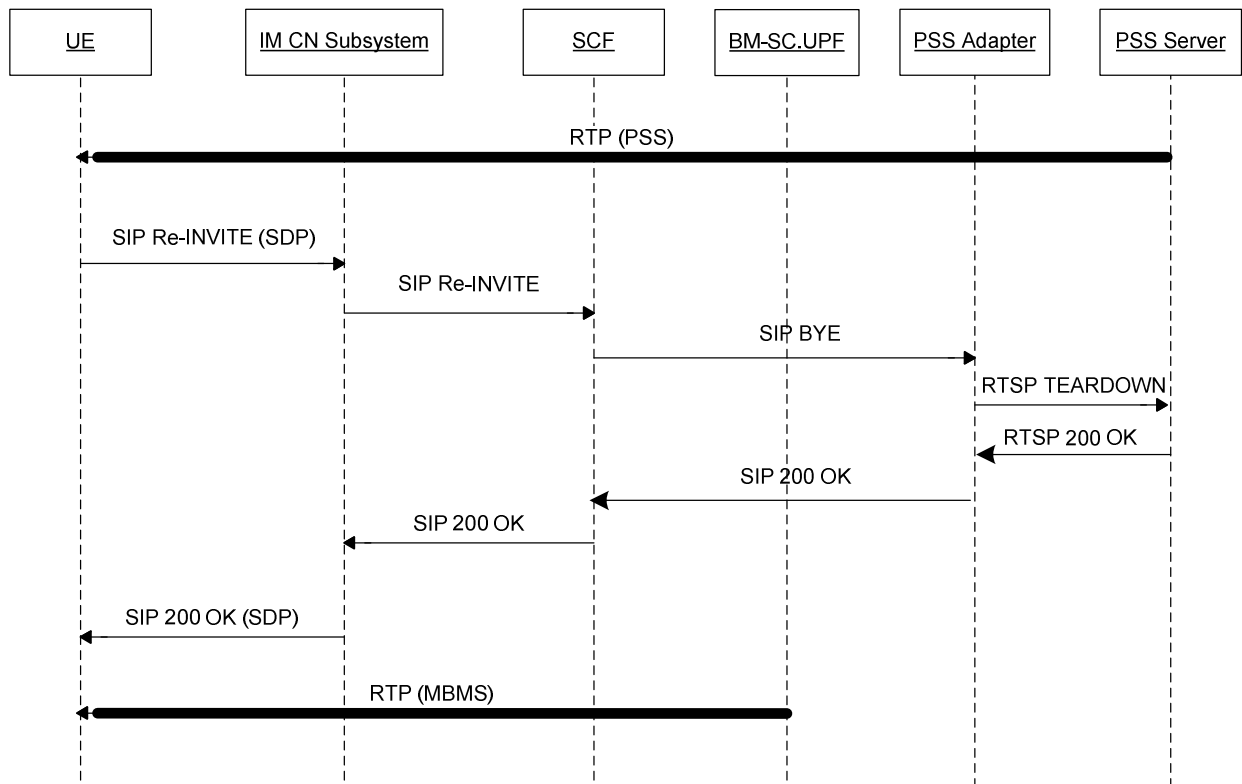 UE
IM CN Subsystem
SCF
BM-SC.UPF
PSS Adapter
PSS Server
RTP (PSS)
SIP Re-INVITE (SDP)
SIP Re-INVITE
SIP BYE
RTSP TEARDOWN
RTSP 200 OK
SIP 200 OK
SIP 200 OK
SIP 200 OK (SDP)
RTP (MBMS)